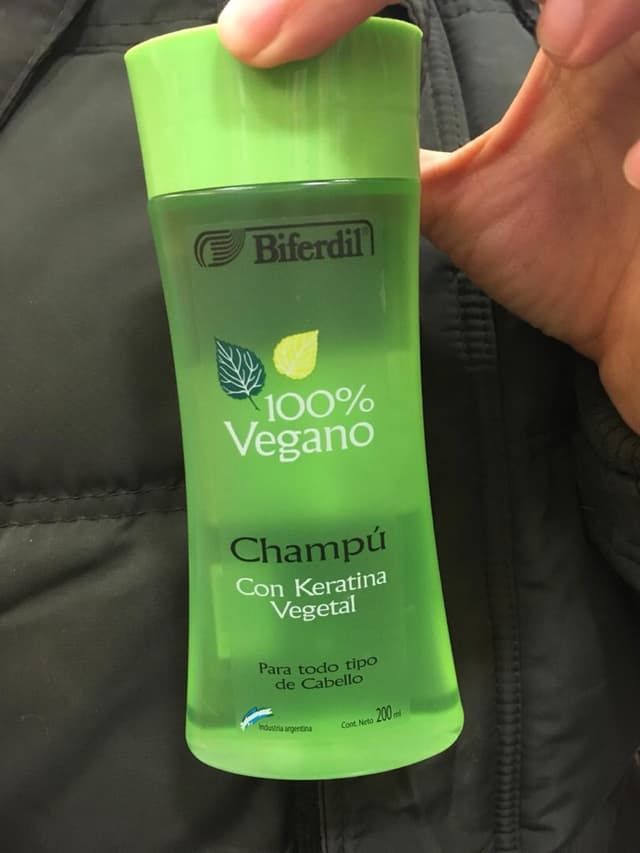 Biferdil
100%
Vegano
Champú
Con Keratina
Vegetal
Para todo tipo
de Cabello
Industria argentina
Cont. Neto 200 ml